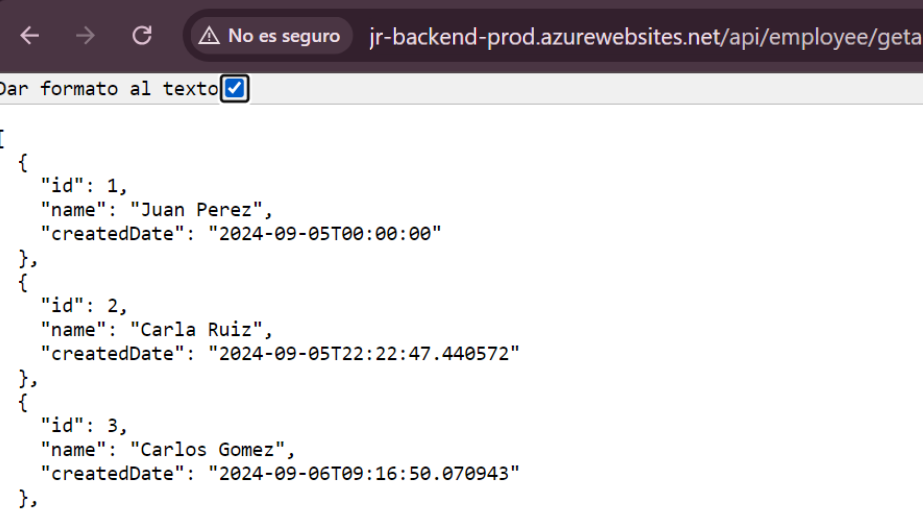 No es seguro jr-backend-prod.azurewebsites.net/api/employee/geta
Dar formato al texto
[
{
"id": 1,
"name": "Juan Perez",
"createdDate": "2024-09-05T00:00:00"
},
{
"id": 2,
"name": "Carla Ruiz",
"createdDate": "2024-09-05T22:22:47.440572"
},
{
"id": 3,
"name": "Carlos Gomez",
"createdDate": "2024-09-06T09:16:50.070943"
},